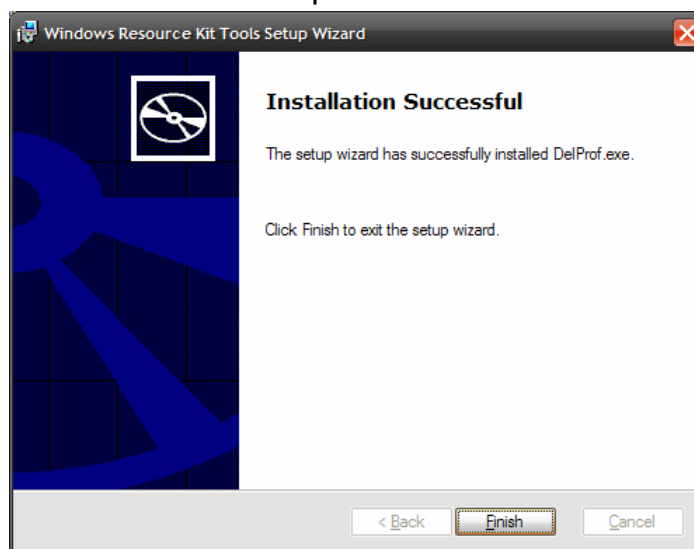 Windows Resource Kit Tools Setup Wizard
Installation Successful
The setup wizard has successfully installed DelProf.exe.
Click Finish to exit the setup wizard.
< Back Finish Cancel